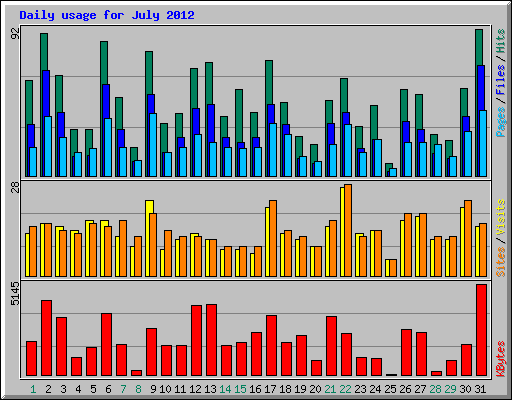 Daily usage for July 2012
92
Pages / Files / Hits
28
Sites / Visits
5145
KBytes
1 2 3 4 5 6 7 8 9 10 11 12 13 14 15 16 17 18 19 20 21 22 23 24 25 26 27 28 29 30 31